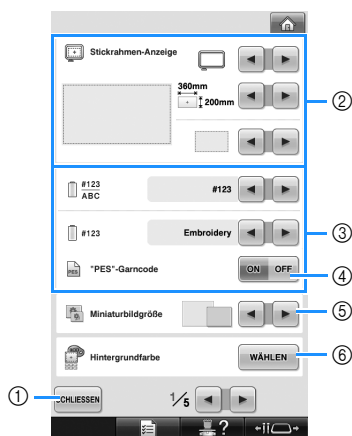 Stickrahmen-Anzeige
360mm
200mm
②
#123
ABC
#123
#123
Embroidery
③
PES
"PES"-Garncode
ON OFF
④
Miniaturbildgröße
⑤
Hintergrundfarbe
WÄHLEN
⑥
①
SCHLIESSEN
1/5
?